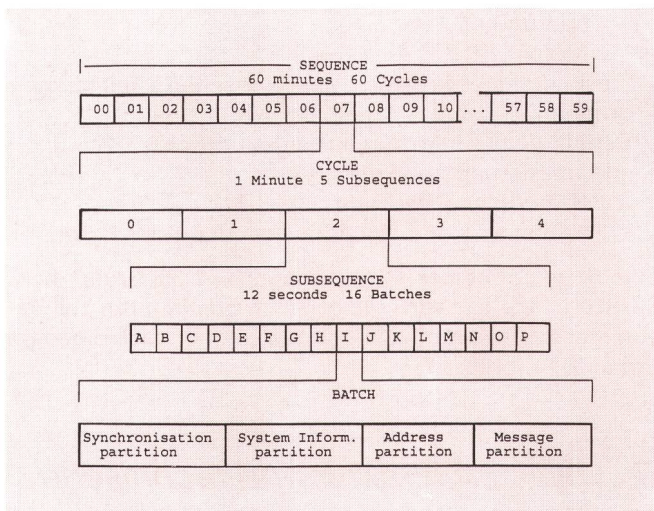 SEQUENCE
60 minutes 60 Cycles
00 01 02 03 04 05 06 07 08 09 10 ... 57 58 59
CYCLE
1 Minute 5 Subsequences
0 1 2 3 4
SUBSEQUENCE
12 seconds 16 Batches
A B C D E F G H I J K L M N O P
BATCH
Synchronisation System Inform. Address Message
partition partition partition partition